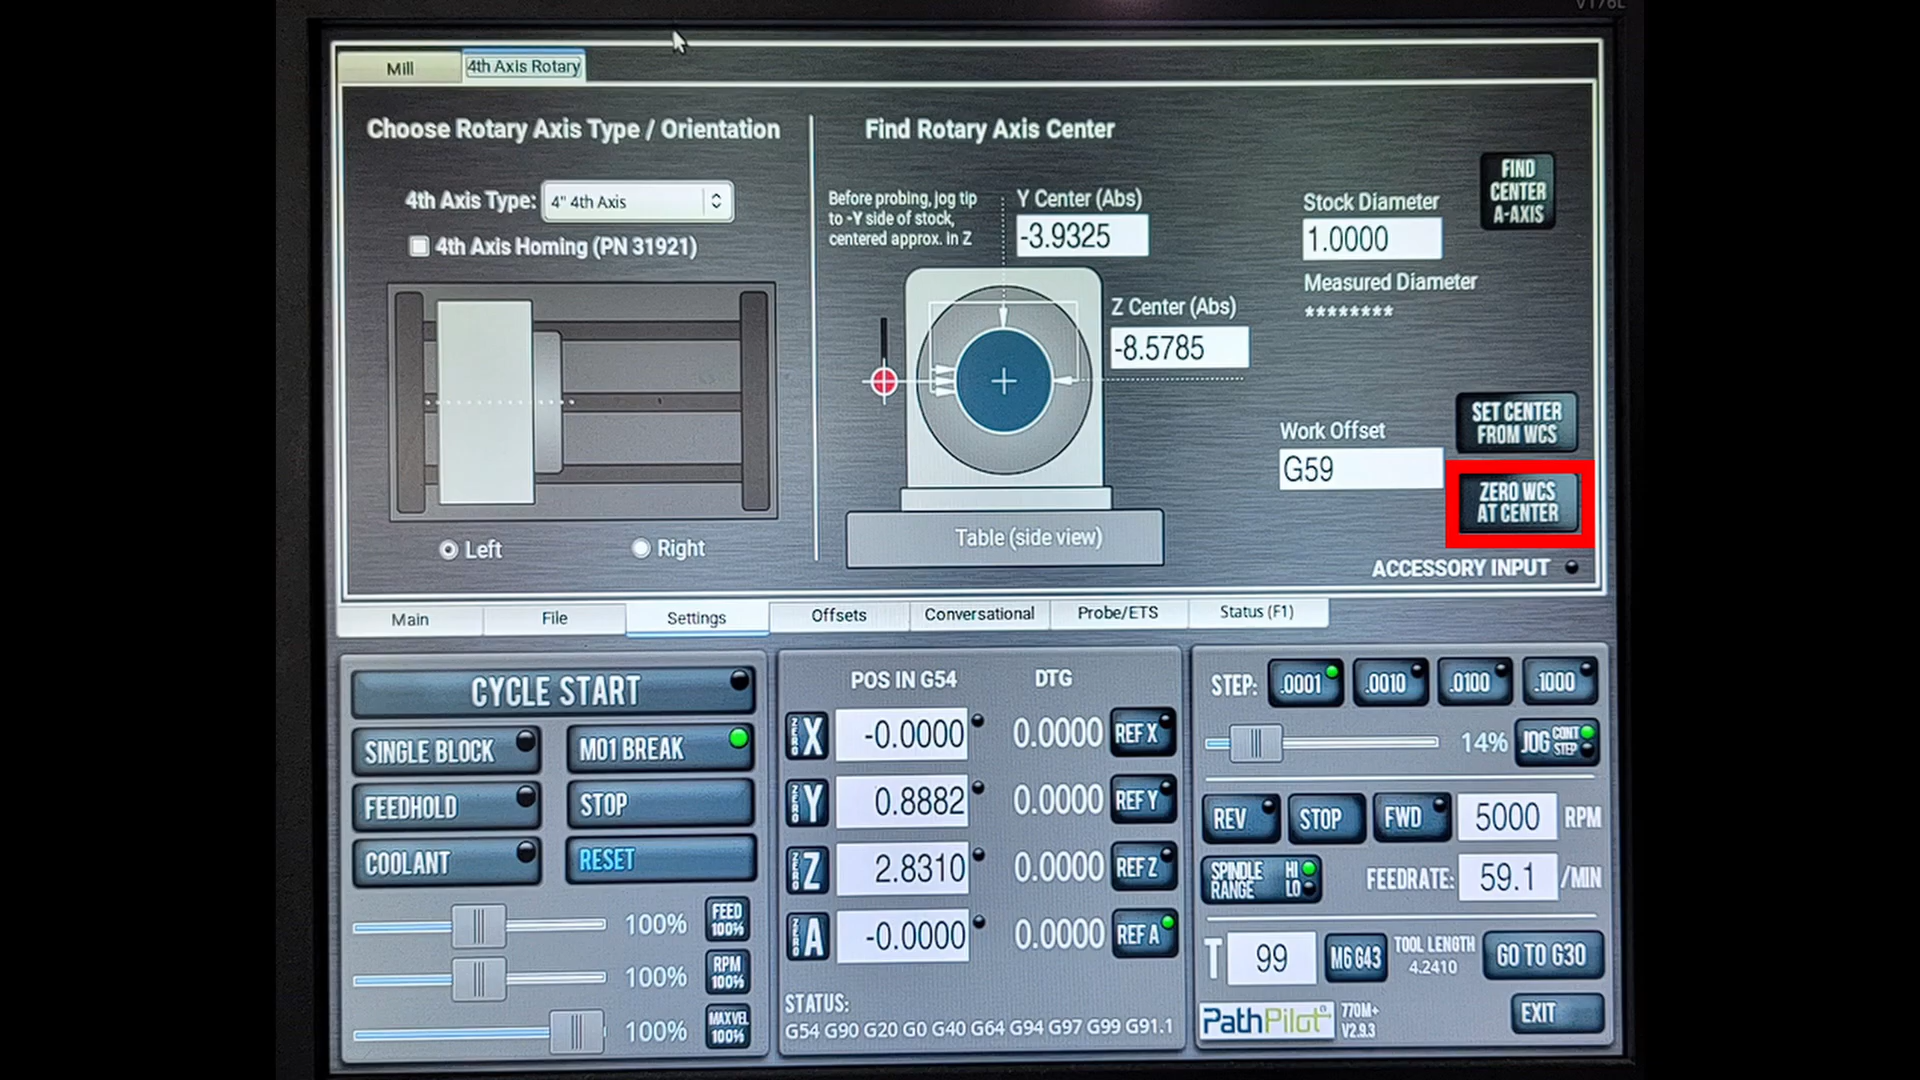 Mill
4th Axis Rotary
Choose Rotary Axis Type / Orientation
4th Axis Type:
4" 4th Axis
4th Axis Homing (PN 31921)
Left
Right
Find Rotary Axis Center
Before probing, jog tip
to -Y side of stock,
centered approx. in Z
Y Center (Abs)
-3.9325
Z Center (Abs)
-8.5785
Table (side view)
Stock Diameter
1.0000
Measured Diameter
********
FIND
CENTER
A-AXIS
Work Offset
G59
SET CENTER
FROM WCS
ZERO WCS
AT CENTER
ACCESSORY INPUT
Main
File
Settings
Offsets
Conversational
Probe/ETS
Status (F1)
CYCLE START
SINGLE BLOCK
M01 BREAK
FEEDHOLD
STOP
COOLANT
RESET
100%
FEED
100%
100%
RPM
100%
100%
MAX VEL
100%
POS IN G54
DTG
ZERO X
-0.0000
0.0000
REF X
ZERO Y
0.8882
0.0000
REF Y
ZERO Z
2.8310
0.0000
REF Z
ZERO A
-0.0000
0.0000
REF A
STATUS:
G54 G90 G20 G0 G40 G64 G94 G97 G99 G91.1
STEP:
.0001
.0010
.0100
.1000
14%
JOG
CONT
STEP
REV
STOP
FWD
5000
RPM
SPINDLE
RANGE
HI
LO
FEEDRATE:
59.1
/MIN
T
99
M6 G43
TOOL LENGTH
4.2410
GO TO G30
PathPilot®
770M+
V2.9.3
EXIT